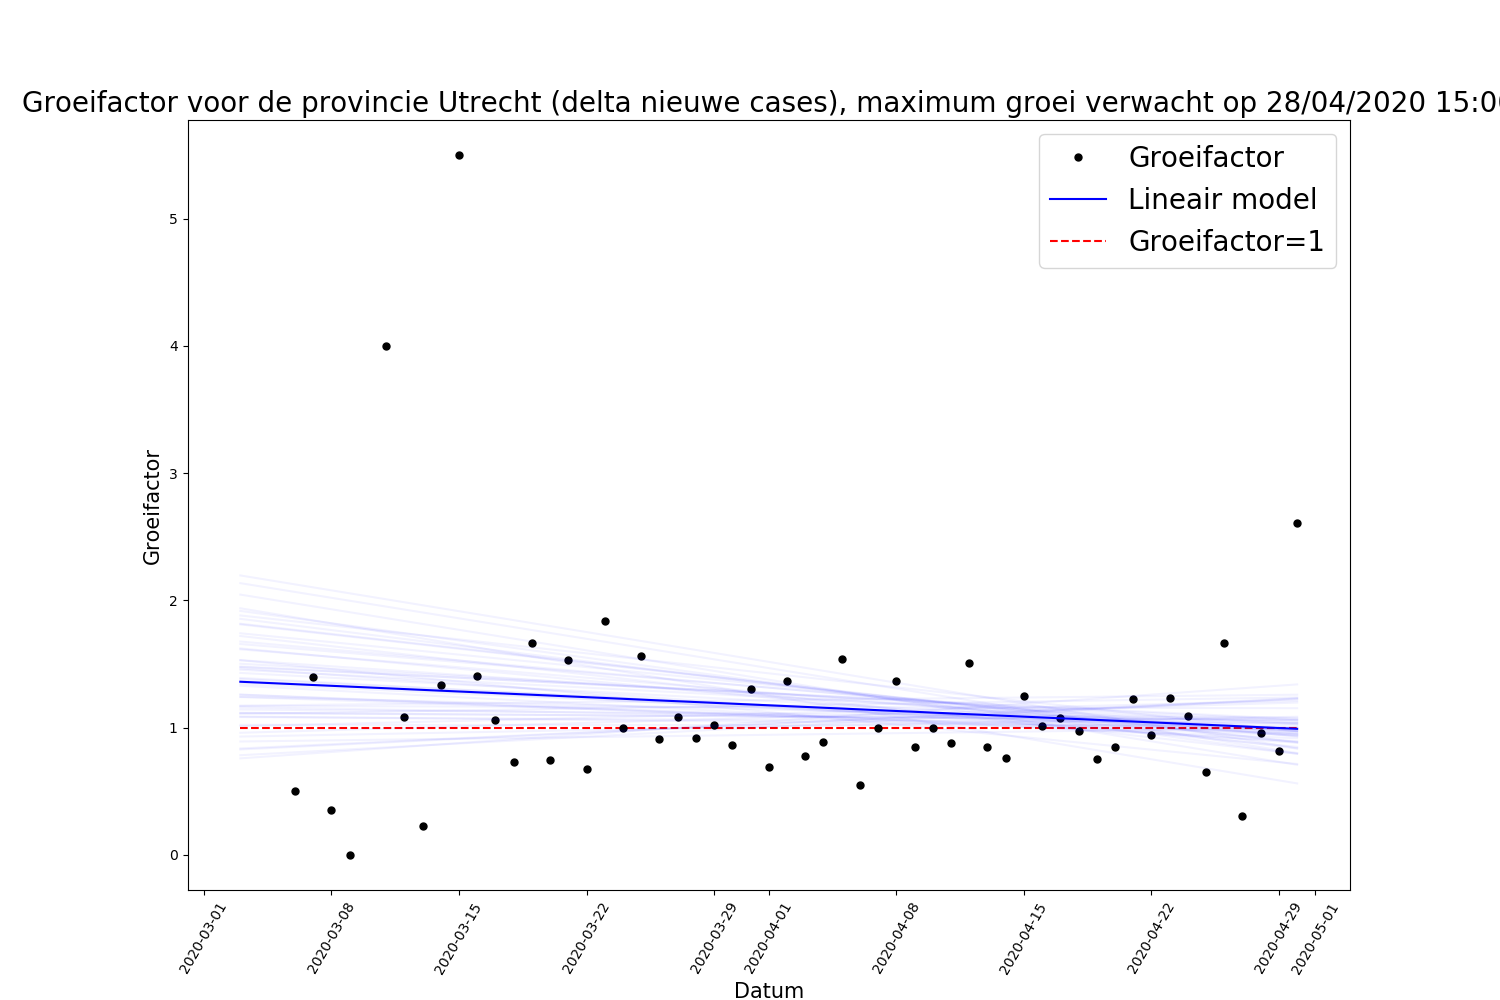 Groeifactor voor de provincie Utrecht (delta nieuwe cases), maximum groei verwacht op 28/04/2020
Groeifactor
Lineair model
Groeifactor=1
5
4
3
2
1
0
Groeifactor
2020-03-01
2020-03-08
2020-03-15
2020-03-22
2020-03-29
2020-04-01
2020-04-08
2020-04-15
2020-04-22
2020-04-29
2020-05-01
Datum